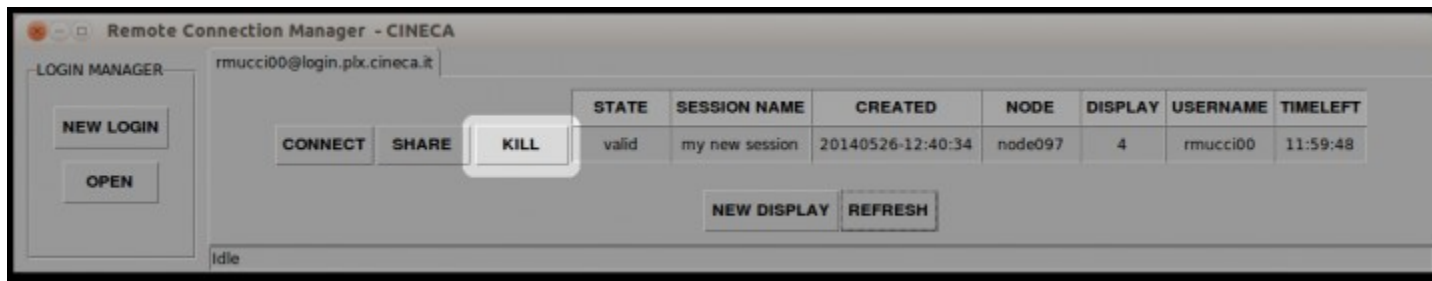 Remote Connection Manager - CINECA
LOGIN MANAGER
NEW LOGIN
OPEN
rmucci00@login.plx.cineca.it
STATE SESSION NAME CREATED NODE DISPLAY USERNAME TIMELEFT
CONNECT SHARE KILL valid my new session 20140526-12:40:34 node097 4 rmucci00 11:59:48
NEW DISPLAY REFRESH
Idle